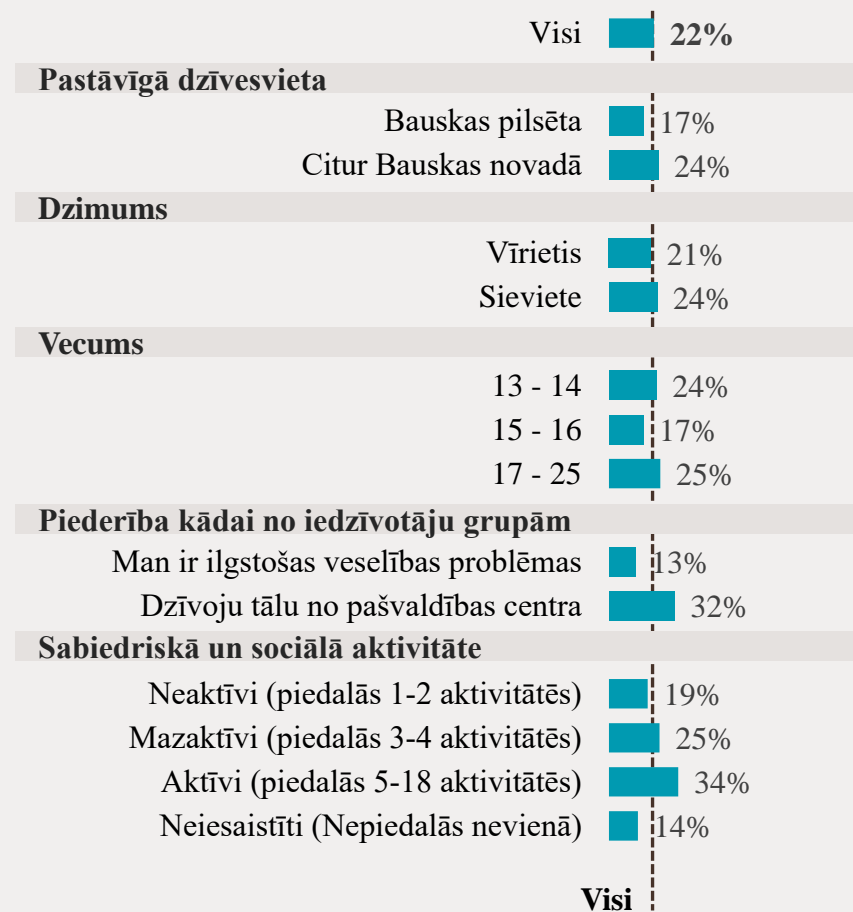 Visi 22%
Pastāvīgā dzīvesvieta
Bauskas pilsēta 17%
Citur Bauskas novadā 24%
Dzimums
Vīrietis 21%
Sieviete 24%
Vecums
13 - 14 24%
15 - 16 17%
17 - 25 25%
Piederība kādai no iedzīvotāju grupām
Man ir ilgstošas veselības problēmas 13%
Dzīvoju tālu no pašvaldības centra 32%
Sabiedriskā un sociālā aktivitāte
Neaktīvi (piedalās 1-2 aktivitātēs) 19%
Mazaktīvi (piedalās 3-4 aktivitātēs) 25%
Aktīvi (piedalās 5-18 aktivitātēs) 34%
Neiesaistīti (Nepiedalās nevienā) 14%
Visi